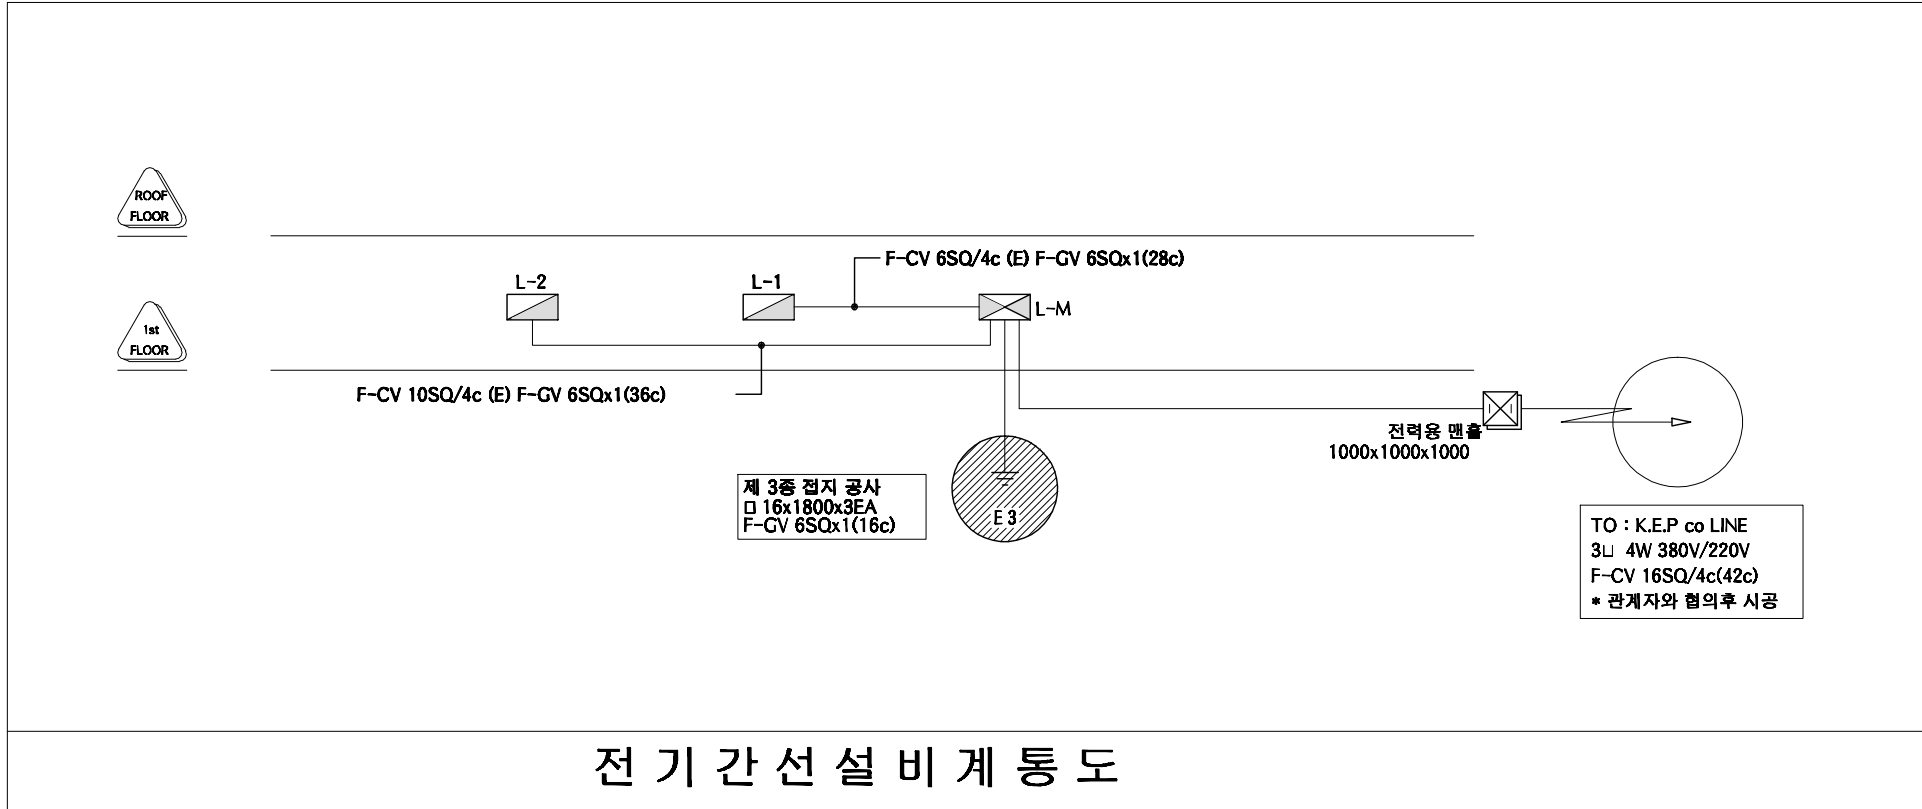 ROOF
FLOOR
F-CV 6SQ/4c (E) F-GV 6SQx1(28c)
L-2
L-1
L-M
1st
FLOOR
F-CV 10SQ/4c (E) F-GV 6SQx1(36c)
전력용 맨홀
1000x1000x1000
제 3종 접지 공사
□ 16x1800x3EA
F-GV 6SQx1(16c)
E3
TO : K.E.P co LINE
3□ 4W 380V/220V
F-CV 16SQ/4c(42c)
* 관계자와 협의후 시공
전기간선설비계통도